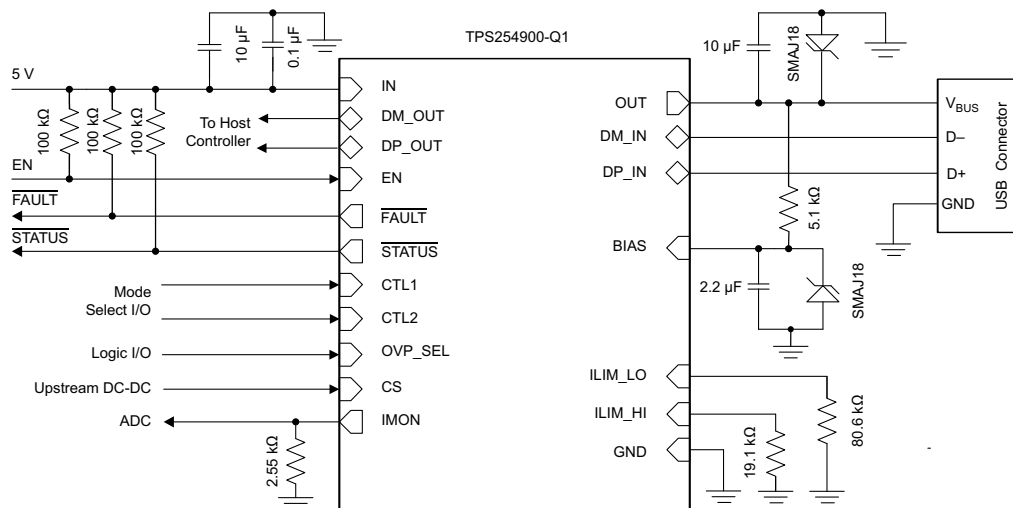 TPS254900-Q1
10 µF
0.1 µF
5 V
100 kΩ
100 kΩ
100 kΩ
To Host
Controller
EN
FAULT
STATUS
Mode
Select I/O
Logic I/O
Upstream DC-DC
ADC
2.55 kΩ
IN
DM_OUT
DP_OUT
EN
FAULT
STATUS
CTL1
CTL2
OVP_SEL
CS
IMON
OUT
DM_IN
DP_IN
BIAS
ILIM_LO
ILIM_HI
GND
10 µF
SMAJ18
5.1 kΩ
2.2 µF
SMAJ18
19.1 kΩ
80.6 kΩ
VBUS
D–
D+
GND
USB Connector
-